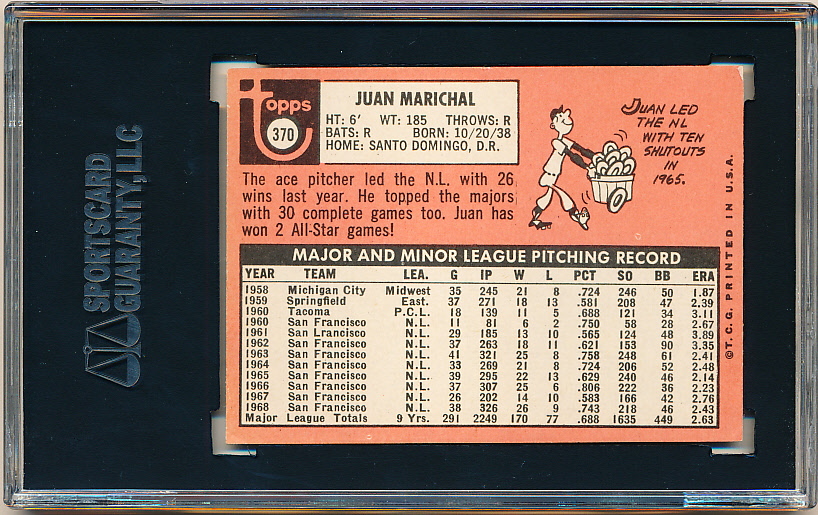 SPORTSCARD
GUARANTY, LLC
topps
370
JUAN MARICHAL
HT: 6' WT: 185 THROWS: R
BATS: R BORN: 10/20/38
HOME: SANTO DOMINGO, D.R.
The ace pitcher led the N.L. with 26
wins last year. He topped the majors
with 30 complete games too. Juan has
won 2 All-Star games!
JUAN LED
THE NL
WITH TEN
SHUTOUTS
IN
1965.
MAJOR AND MINOR LEAGUE PITCHING RECORD
YEAR TEAM LEA. G IP W L PCT SO BB ERA
1958 Michigan City Midwest 35 245 21 8 .724 246 50 1.87
1959 Springfield East. 37 271 18 13 .581 208 47 2.39
1960 Tacoma P.C.L. 18 139 11 5 .688 121 34 3.11
1960 San Francisco N.L. 11 81 6 2 .750 58 28 2.67
1961 San Lrancisco N.L. 29 185 13 10 .565 124 48 3.89
1962 San Francisco N.L. 37 263 18 11 .621 153 90 3.35
1963 San Francisco N.L. 41 321 25 8 .758 248 61 2.41
1964 San Francisco N.L. 33 269 21 8 .724 206 52 2.48
1965 San Francisco N.L. 39 295 22 13 .629 240 46 2.14
1966 San Francisco N.L. 37 307 25 6 .806 222 36 2.23
1967 San Francisco N.L. 26 202 14 10 .583 166 42 2.76
1968 San Francisco N.L. 38 326 26 9 .743 218 46 2.43
Major League Totals 9 Yrs. 291 2249 170 77 .688 1635 449 2.63
©T.C.G. PRINTED IN U.S.A.